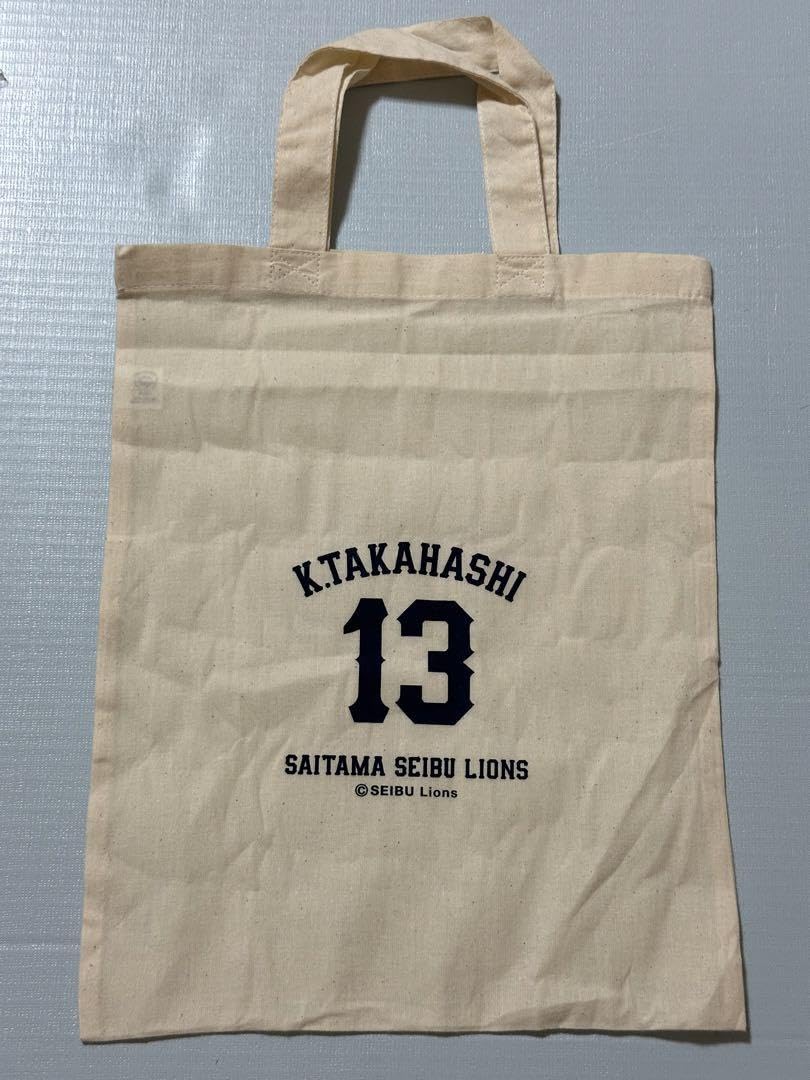 K.TAKAHASHI
13
SAITAMA SEIBU LIONS
©SEIBU Lions